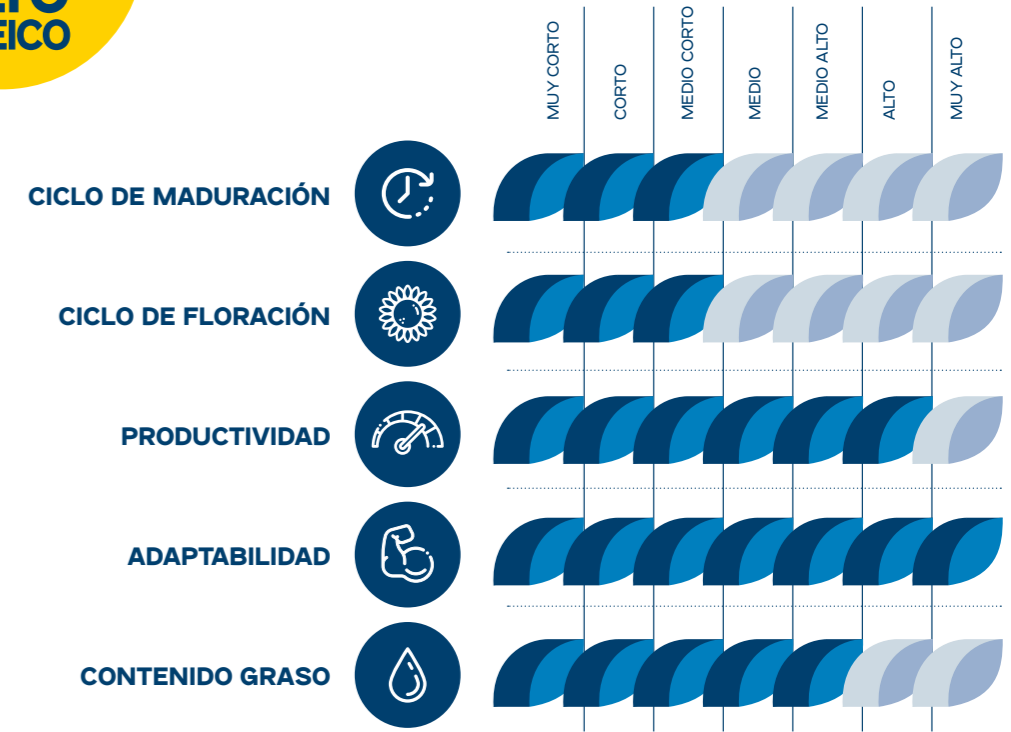 EICO
MUY CORTO
CORTO
MEDIO CORTO
MEDIO
MEDIO ALTO
ALTO
MUY ALTO
CICLO DE MADURACIÓN
CICLO DE FLORACIÓN
PRODUCTIVIDAD
ADAPTABILIDAD
CONTENIDO GRASO